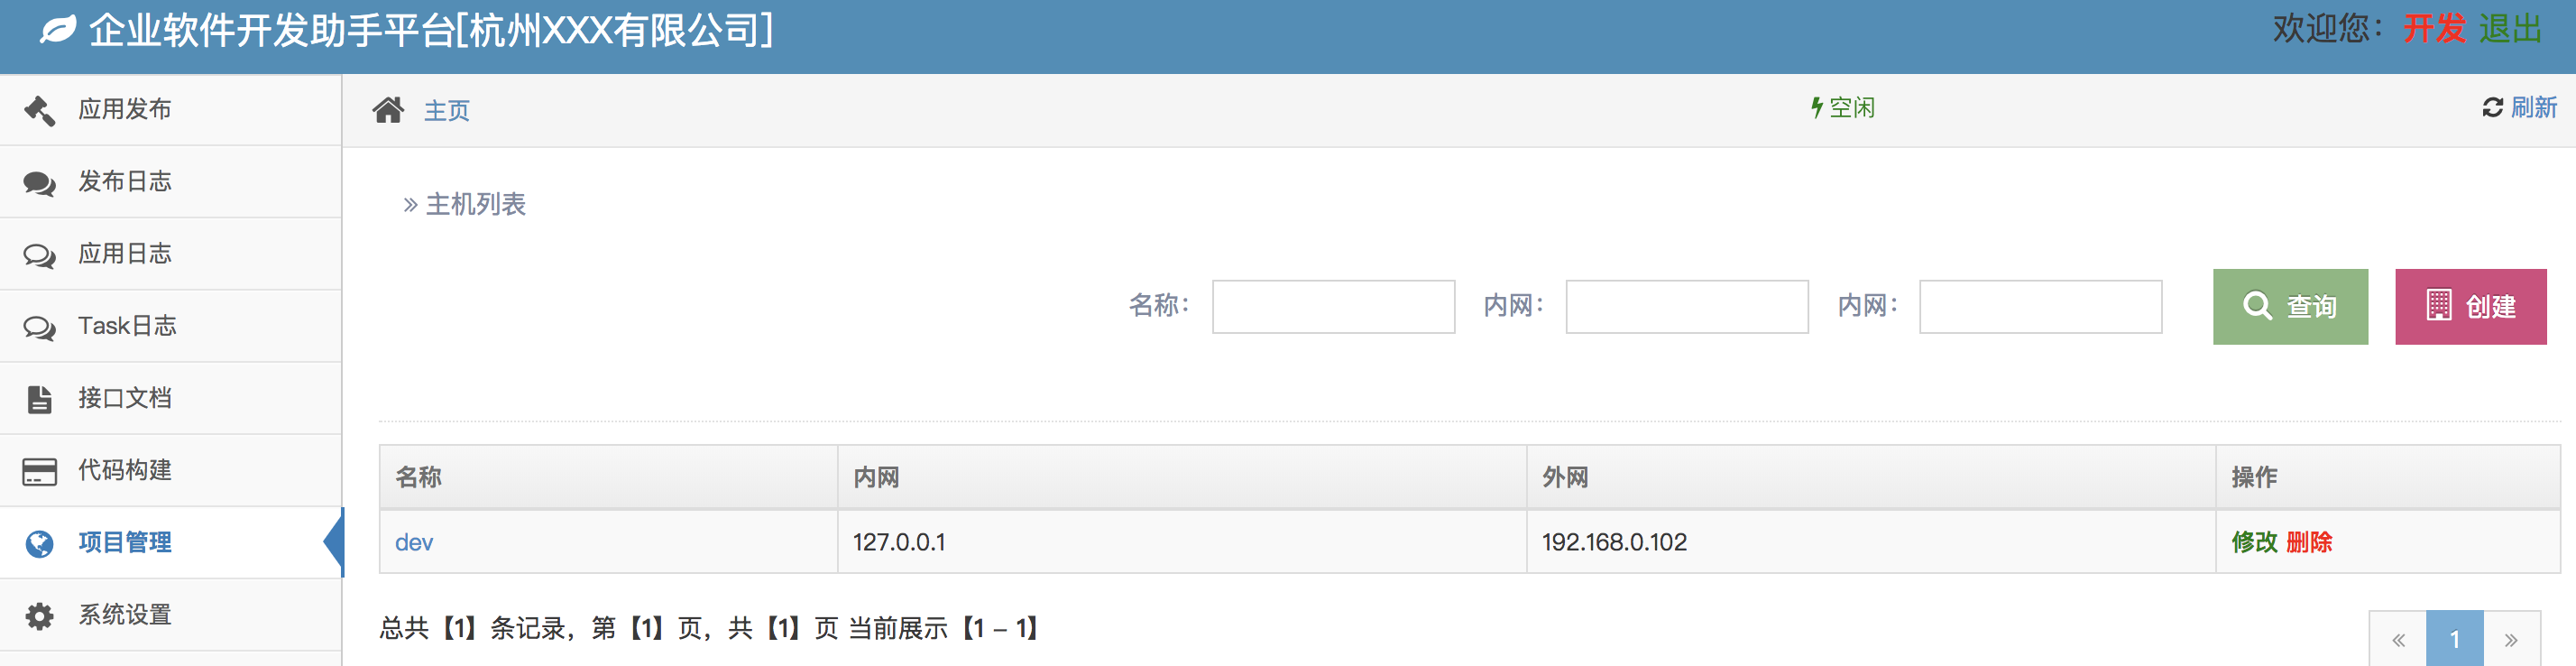 企业软件开发助手平台[杭州XXX有限公司]
欢迎您： 开发 退出
应用发布
发布日志
应用日志
Task日志
接口文档
代码构建
项目管理
系统设置
主页
空闲
刷新
» 主机列表
名称： 内网： 内网： 查询 创建
名称 内网 外网 操作
dev 127.0.0.1 192.168.0.102 修改 删除
总共【1】条记录，第【1】页，共【1】页 当前展示【1 – 1】
« 1 »